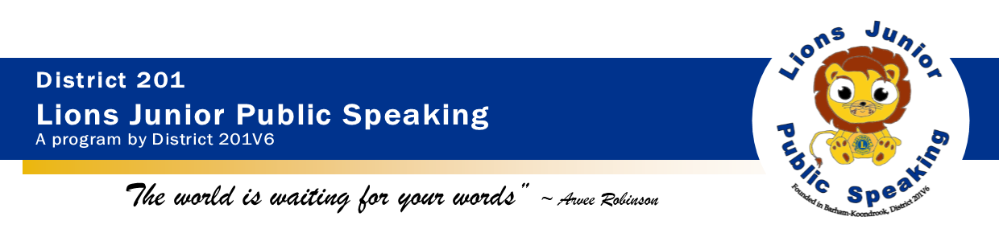 District 201
Lions Junior Public Speaking
A program by District 201V6
The world is waiting for your words" ~ Arvee Robinson
Lions Junior
Public Speaking
Founded in Barham-Koondrook, District 201V6
L